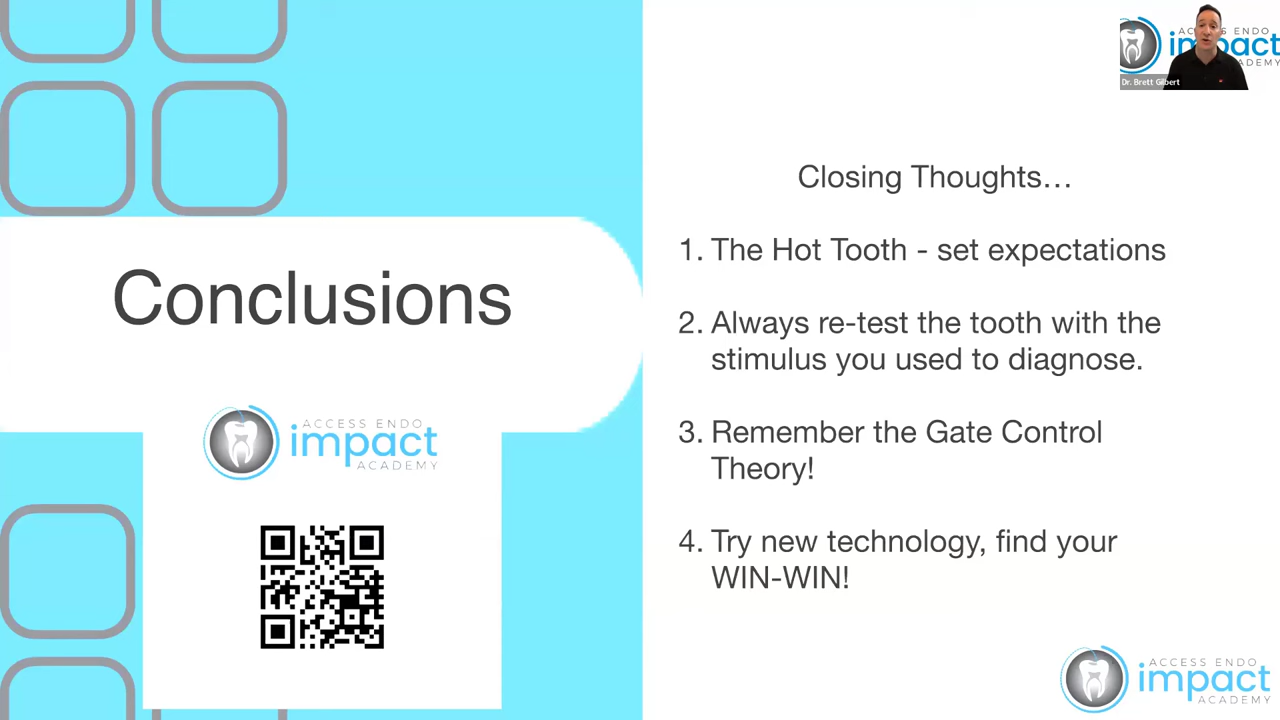 Conclusions
ACCESS ENDO
impact
ACADEMY
Closing Thoughts…
1. The Hot Tooth - set expectations
2. Always re-test the tooth with the
stimulus you used to diagnose.
3. Remember the Gate Control
Theory!
4. Try new technology, find your
WIN-WIN!
ACCESS ENDO
impact
ACADEMY
Dr. Brett Gilbert
ACCESS ENDO
impact
ACADEMY